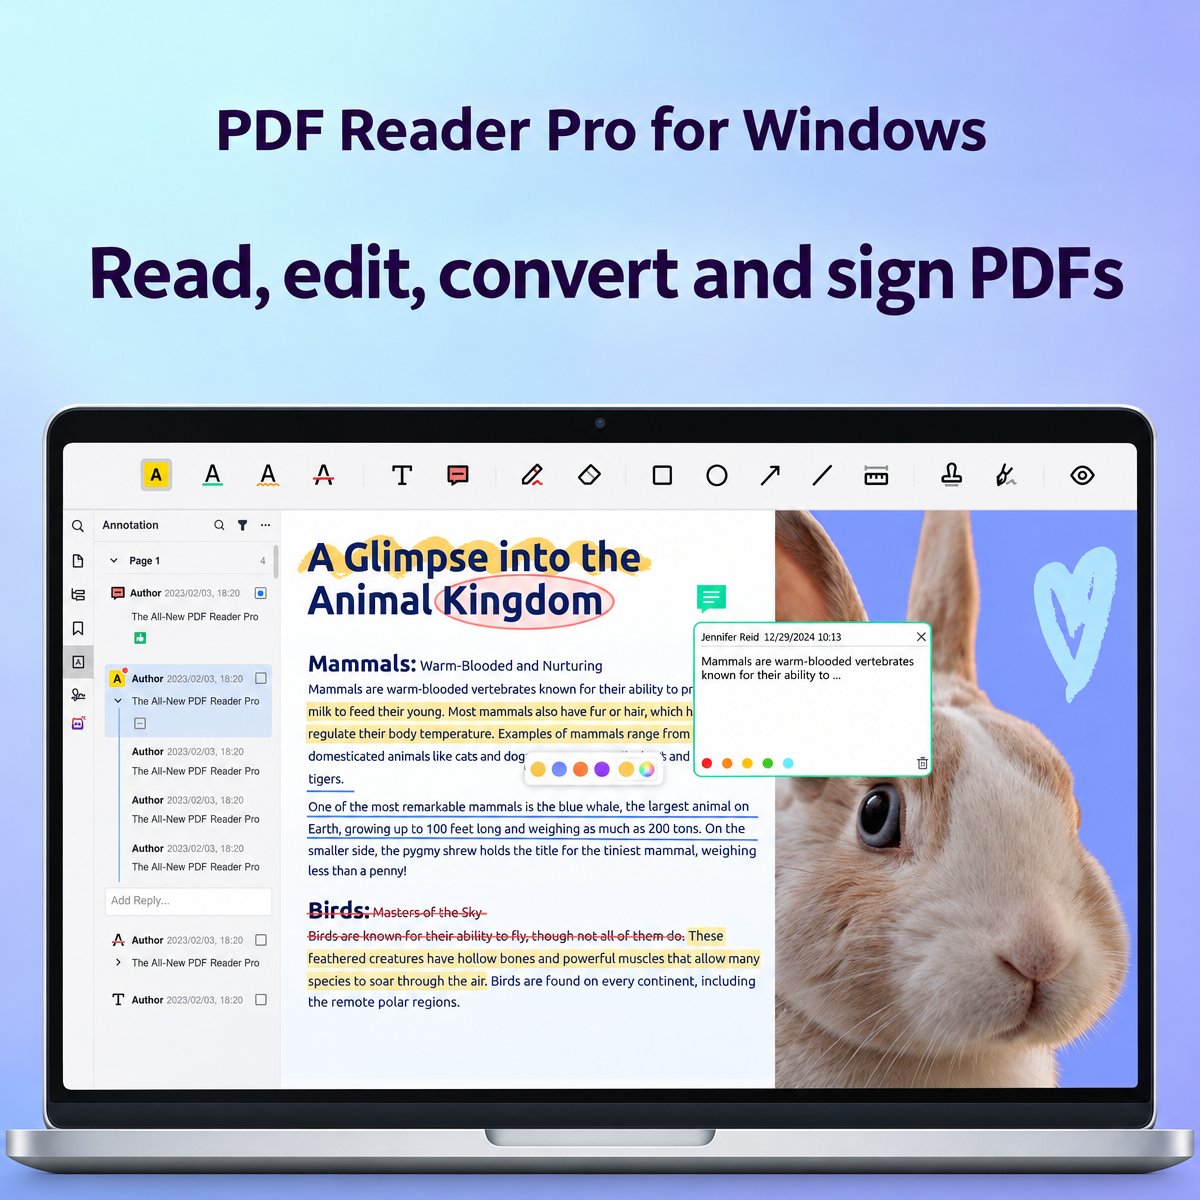 PDF Reader Pro for Windows
Read, edit, convert and sign PDFs
A A A A T
Annotation
Page 1 4
Author 2023/02/03, 18:20
The All-New PDF Reader Pro
A Author 2023/02/03, 18:20
The All-New PDF Reader Pro
Author 2023/02/03, 18:20
The All-New PDF Reader Pro
Author 2023/02/03, 18:20
The All-New PDF Reader Pro
Author 2023/02/03, 18:20
The All-New PDF Reader Pro
Add Reply...
A Author 2023/02/03, 18:20
The All-New PDF Reader Pro
T Author 2023/02/03, 18:20
A Glimpse into the
Animal Kingdom
Mammals: Warm-Blooded and Nurturing
Mammals are warm-blooded vertebrates known for their ability to pr
milk to feed their young. Most mammals also have fur or hair, which h
regulate their body temperature. Examples of mammals range from
domesticated animals like cats and dog and
tigers.
One of the most remarkable mammals is the blue whale, the largest animal on
Earth, growing up to 100 feet long and weighing as much as 200 tons. On the
smaller side, the pygmy shrew holds the title for the tiniest mammal, weighing
less than a penny!
Birds: Masters of the Sky
Birds are known for their ability to fly, though not all of them do. These
feathered creatures have hollow bones and powerful muscles that allow many
species to soar through the air. Birds are found on every continent, including
the remote polar regions.
Jennifer Reid 12/29/2024 10:13
Mammals are warm-blooded vertebrates
known for their ability to ...